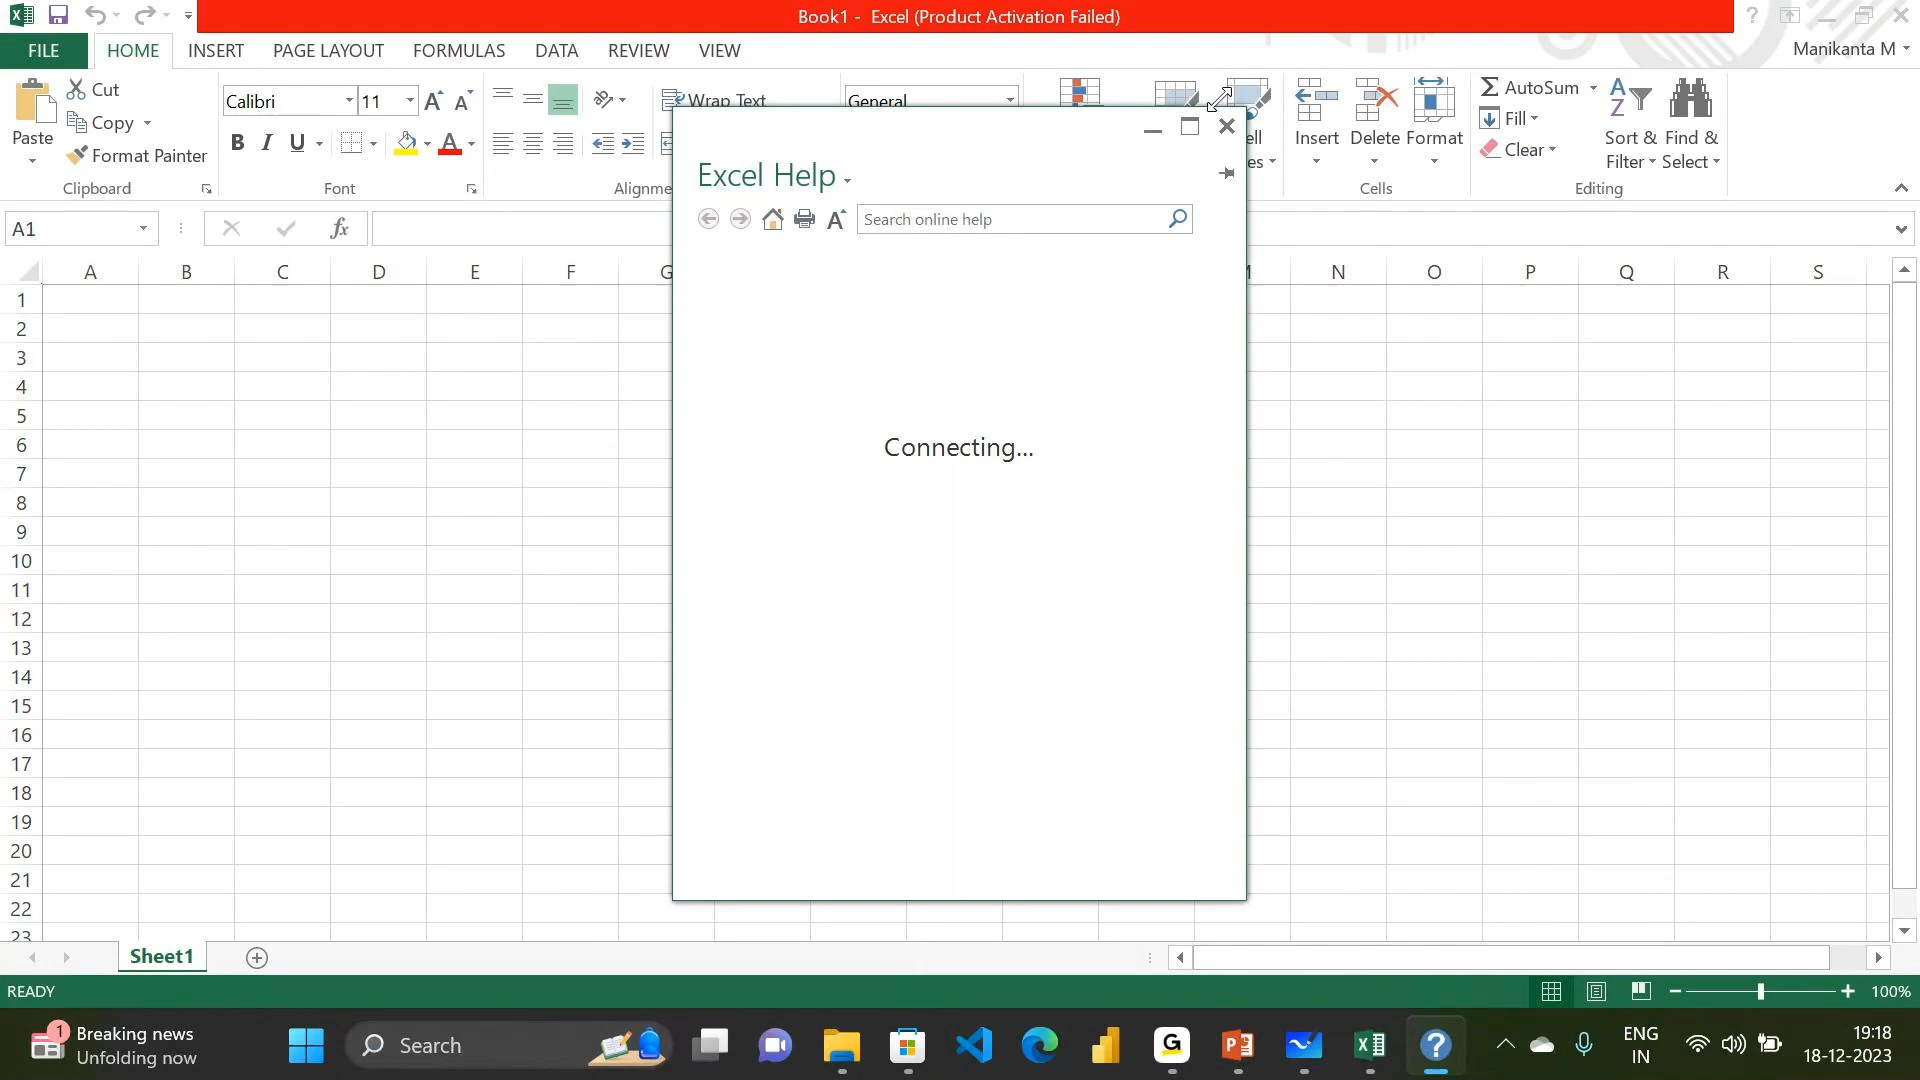 Book1 - Excel (Product Activation Failed)
FILE HOME INSERT PAGE LAYOUT FORMULAS DATA REVIEW VIEW
Manikanta M
Paste
Cut
Copy
Format Painter
Clipboard
Calibri 11
B I U
Font
Wrap Text
Alignme
General
Insert Delete Format
Cells
AutoSum
Fill
Clear
Sort & Filter
Find & Select
Editing
A1
fx
Excel Help
Search online help
Connecting...
A B C D E F G N O P Q R S
1
2
3
4
5
6
7
8
9
10
11
12
13
14
15
16
17
18
19
20
21
22
23
Sheet1
READY
100%
1
Breaking news
Unfolding now
Search
ENG
IN
19:18
18-12-2023